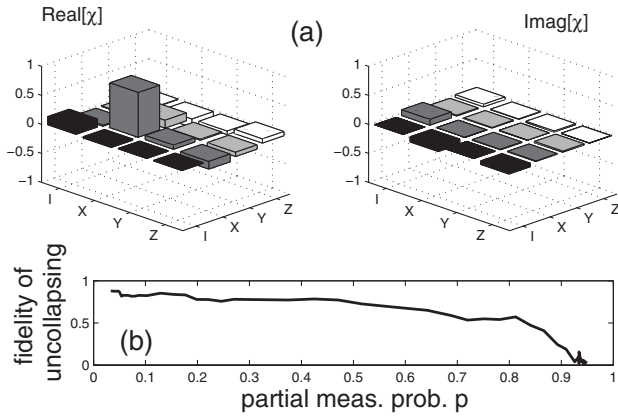 Real[χ]
(a)
Imag[χ]
1
0.5
0
−0.5
−1
I
X
Y
Z
I
X
Y
Z
1
0.5
0
−0.5
−1
I
X
Y
Z
I
X
Y
Z
fidelity of
uncollapsing
1
0.5
0
(b)
0 0.1 0.2 0.3 0.4 0.5 0.6 0.7 0.8 0.9 1
partial meas. prob. p